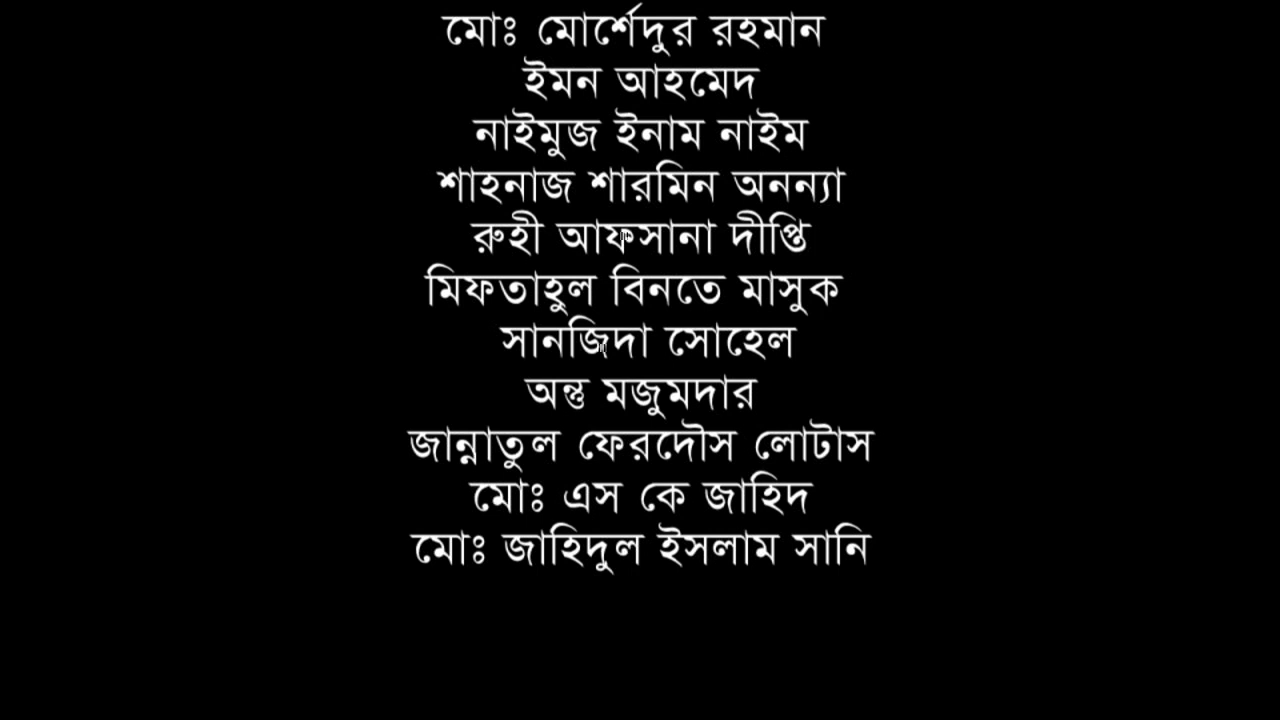 মোঃ মোর্শেদুর রহমান
ইমন আহমেদ
নাইমুজ ইনাম নাইম
শাহনাজ শারমিন অনন্যা
রুহী আফসানা দীপ্তি
মিফতাহুল বিনতে মাসুক
সানজিদা সোহেল
অন্তু মজুমদার
জান্নাতুল ফেরদৌস লোটাস
মোঃ এস কে জাহিদ
মোঃ জাহিদুল ইসলাম সানি